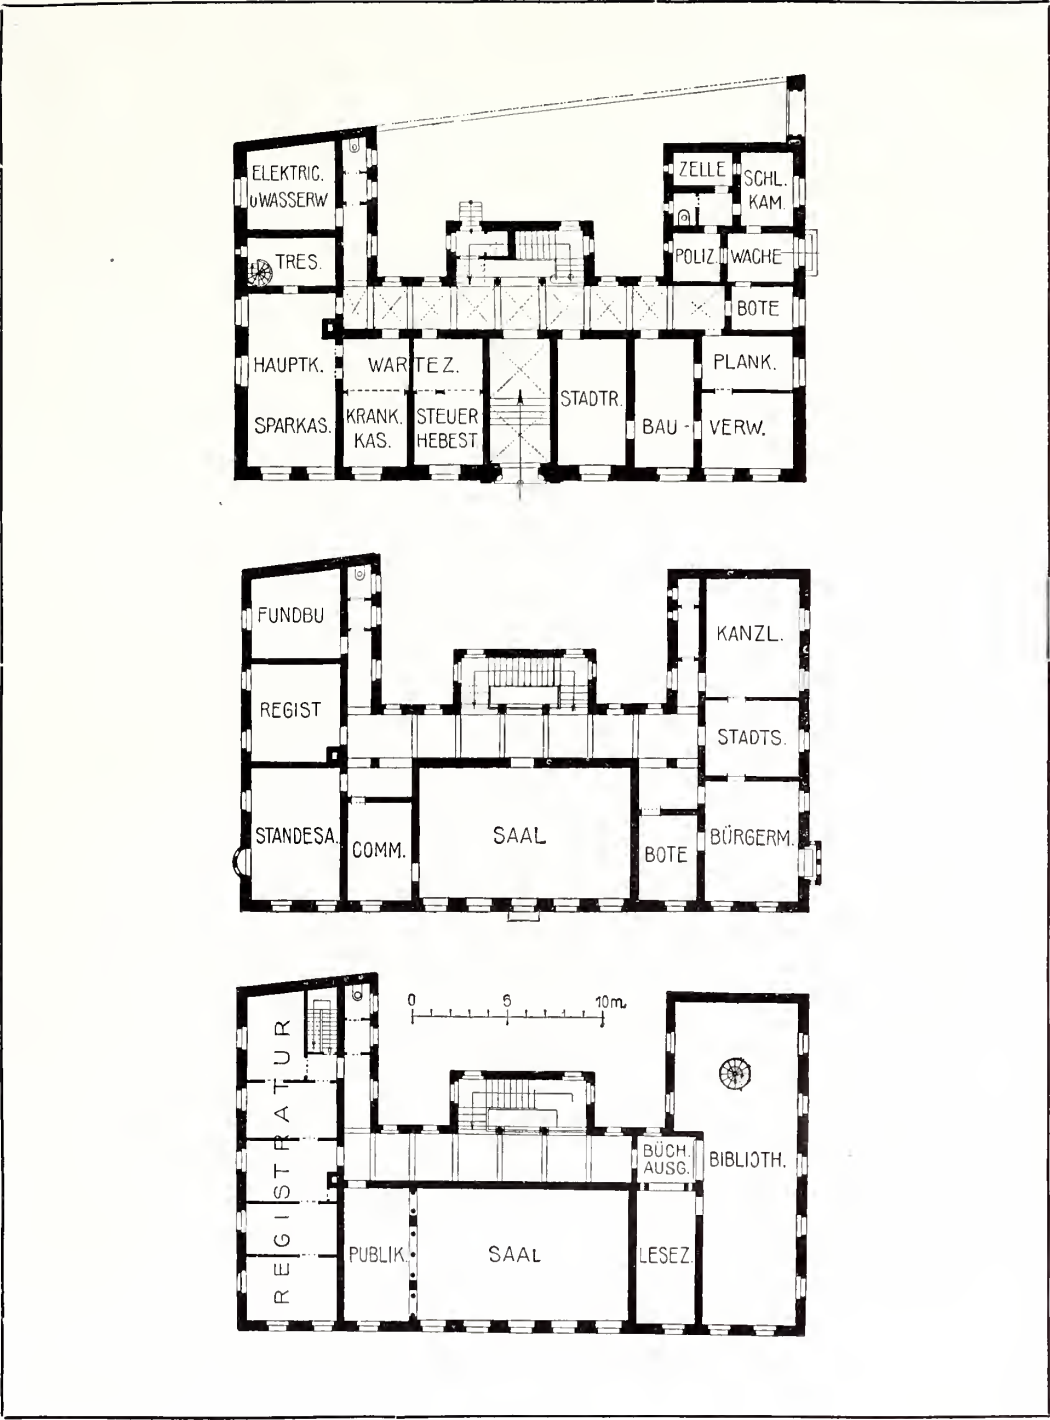 ELEKTRIC.
u WASSERW
TRES.
HAUPTK.
SPARKAS.
WARTEZ.
KRANK.
KAS.
STEUER
HEBEST
STADTR.
BAU - VERW.
PLANK.
BOTE
ZELLE
SCHL.
KAM.
POLIZ.
WACHE
FUNDBU
REGIST
STANDESA.
COMM.
SAAL
BOTE
BÜRGERM.
STADTS.
KANZL.
0 5 10m.
REGISTRATUR
PUBLIK.
SAAL
BÜCH.
AUSG.
LESEZ.
BIBLIOTH.